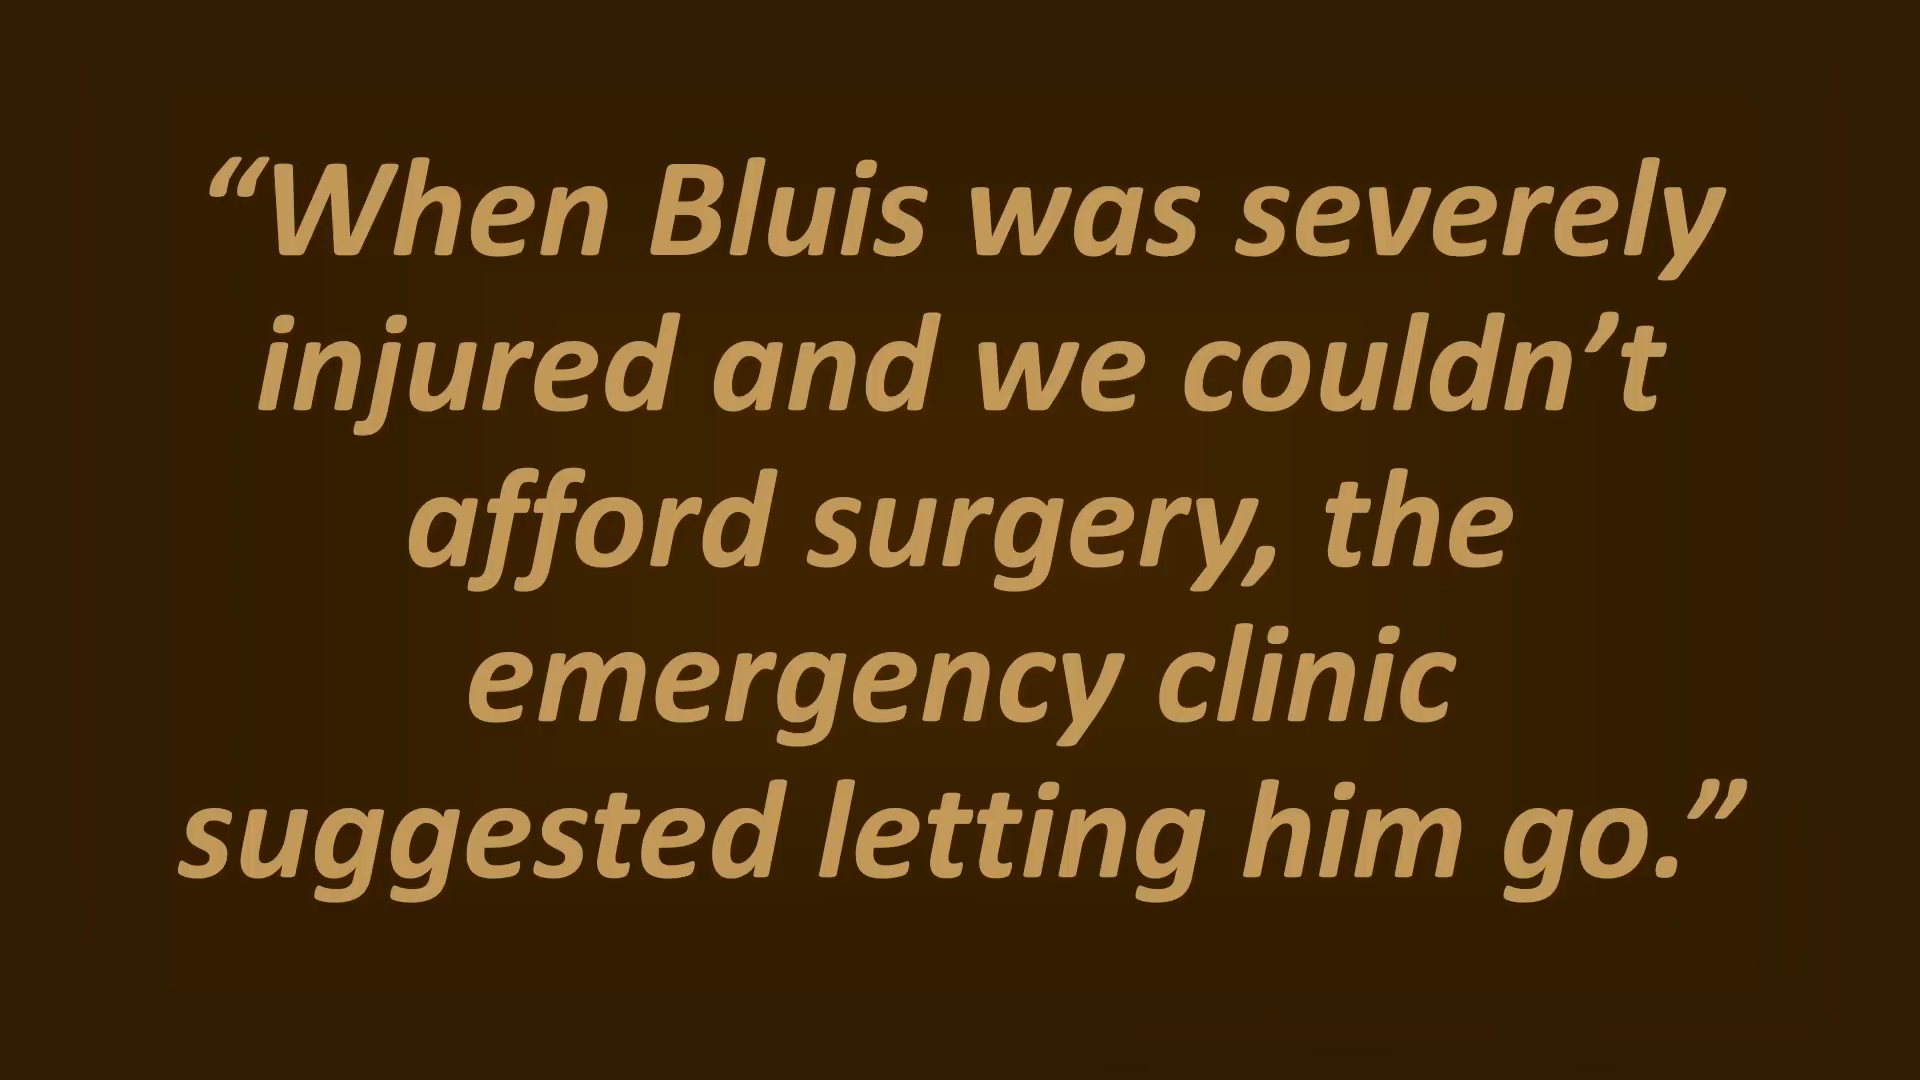 “When Bluis was severely
injured and we couldn’t
afford surgery, the
emergency clinic
suggested letting him go.”